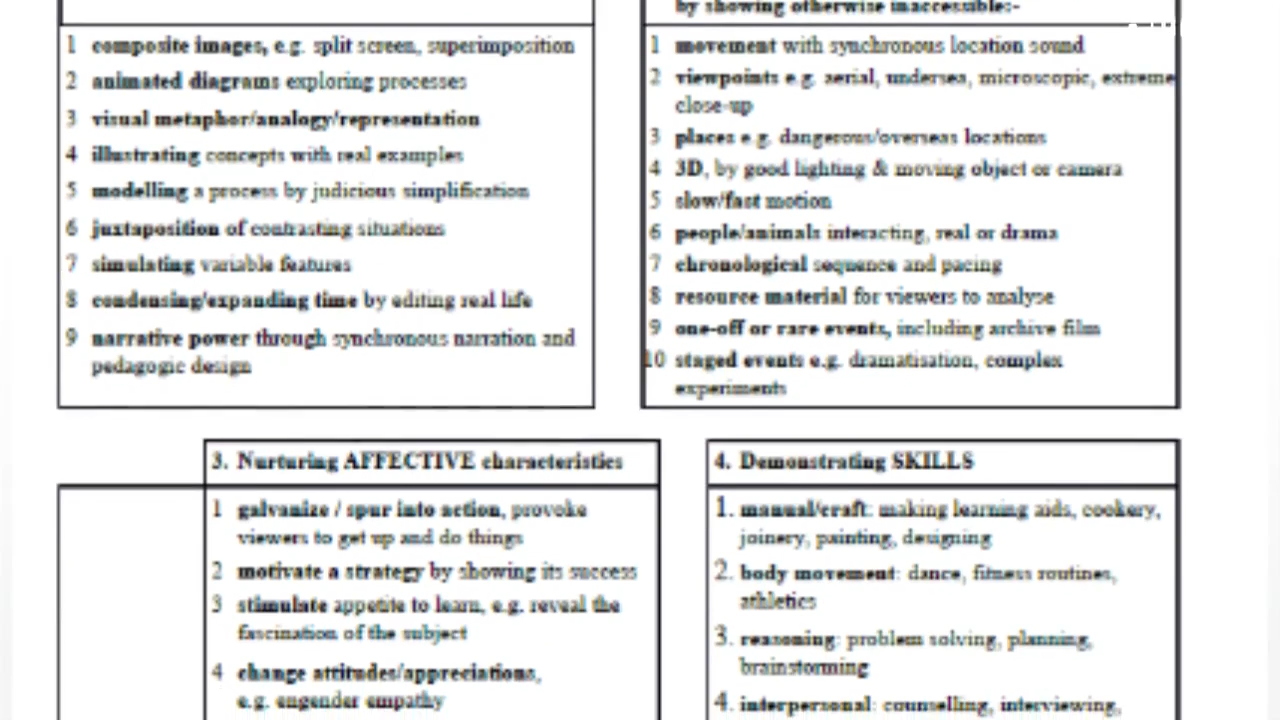 1 composite images, e.g. split screen, superimposition
2 animated diagrams exploring processes
3 visual metaphor/analogy/representation
4 illustrating concepts with real examples
5 modelling a process by judicious simplification
6 juxtaposition of contrasting situations
7 simulating variable features
8 condensing/expanding time by editing real life
9 narrative power through synchronous narration and
pedagogic design
by showing otherwise inaccessible:-
1 movement with synchronous location sound
2 viewpoints e.g. aerial, undersea, microscopic, extreme
close-up
3 places e.g. dangerous/overseas locations
4 3D, by good lighting & moving object or camera
5 slow/fast motion
6 people/animals interacting, real or drama
7 chronological sequence and pacing
8 resource material for viewers to analyse
9 one-off or rare events, including archive film
10 staged events e.g. dramatisation, complex
experiments
3. Nurturing AFFECTIVE characteristics
1 galvanize / spur into action, provoke
viewers to get up and do things
2 motivate a strategy by showing its success
3 stimulate appetite to learn, e.g. reveal the
fascination of the subject
4 change attitudes/appreciations,
e.g. engender empathy
4. Demonstrating SKILLS
1. manual/craft: making learning aids, cookery,
joinery, painting, designing
2. body movement: dance, fitness routines,
athletics
3. reasoning: problem solving, planning,
brainstorming
4. interpersonal: counselling, interviewing,